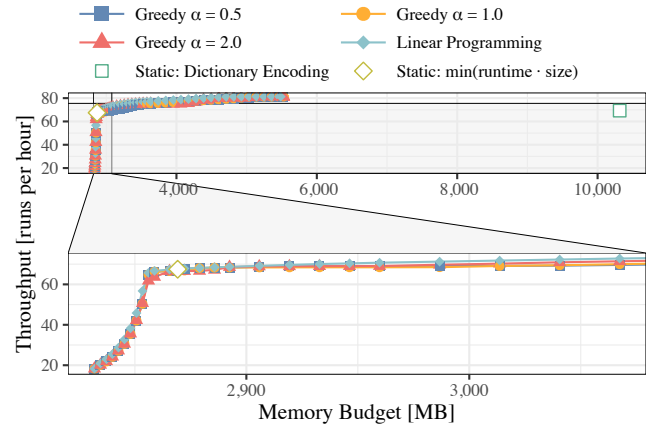 Greedy α = 0.5
Greedy α = 1.0
Greedy α = 2.0
Linear Programming
Static: Dictionary Encoding
Static: min(runtime · size)
Throughput [runs per hour]
80
60
40
20
4,000
6,000
8,000
10,000
60
40
20
2,900
3,000
Memory Budget [MB]